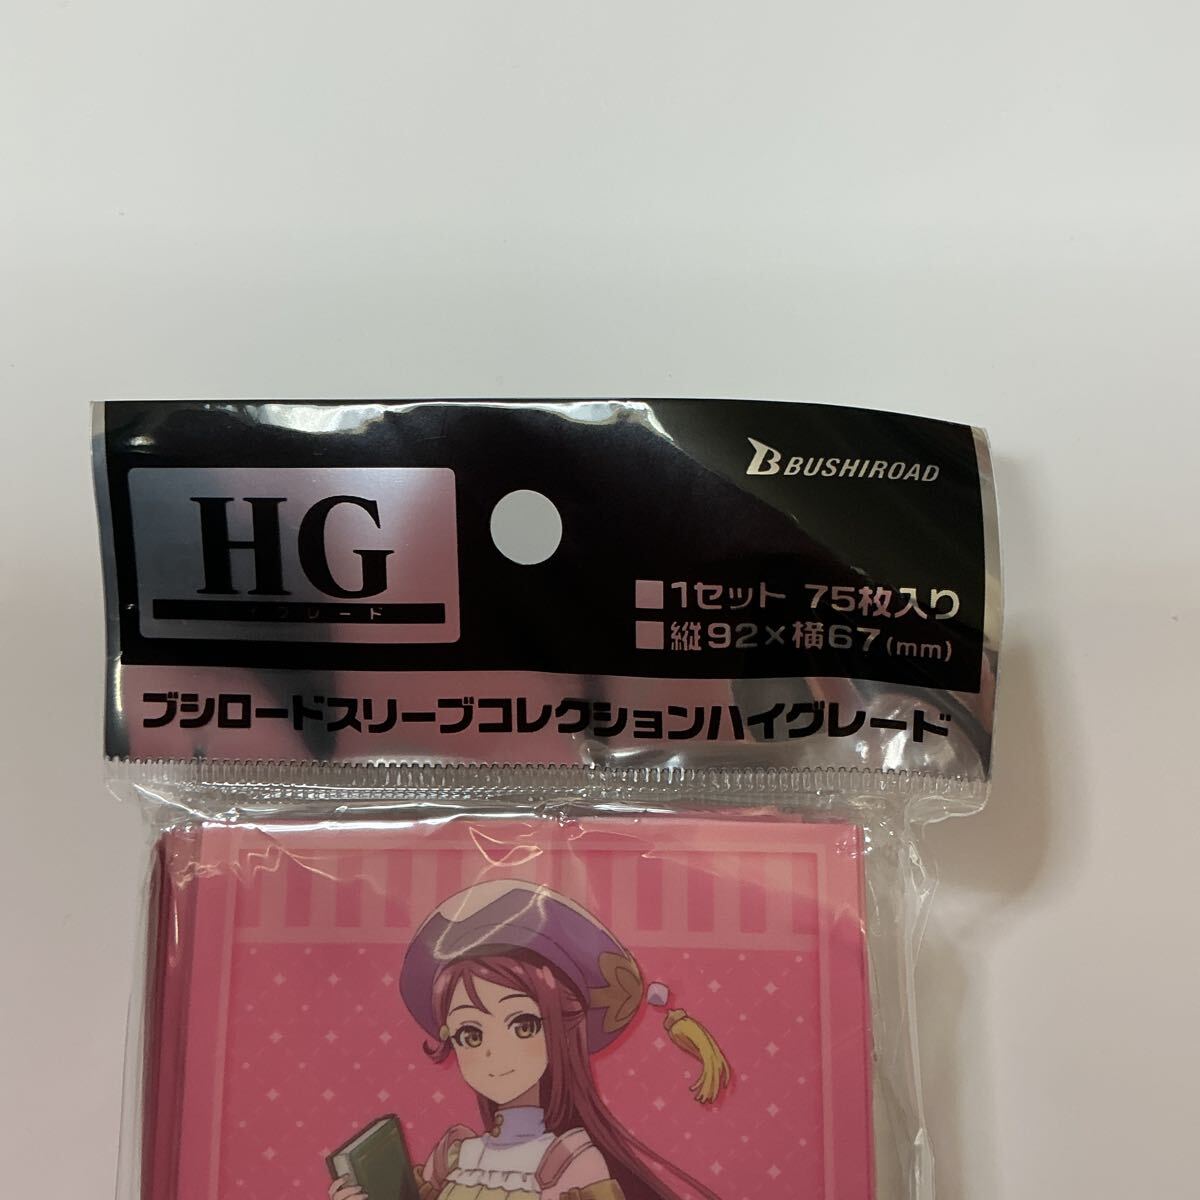 BUSHIROAD
HG
イグレード
■1セット 75枚入り
■縦92×横67(mm)
ブシロードスリーブコレクションハイグレード